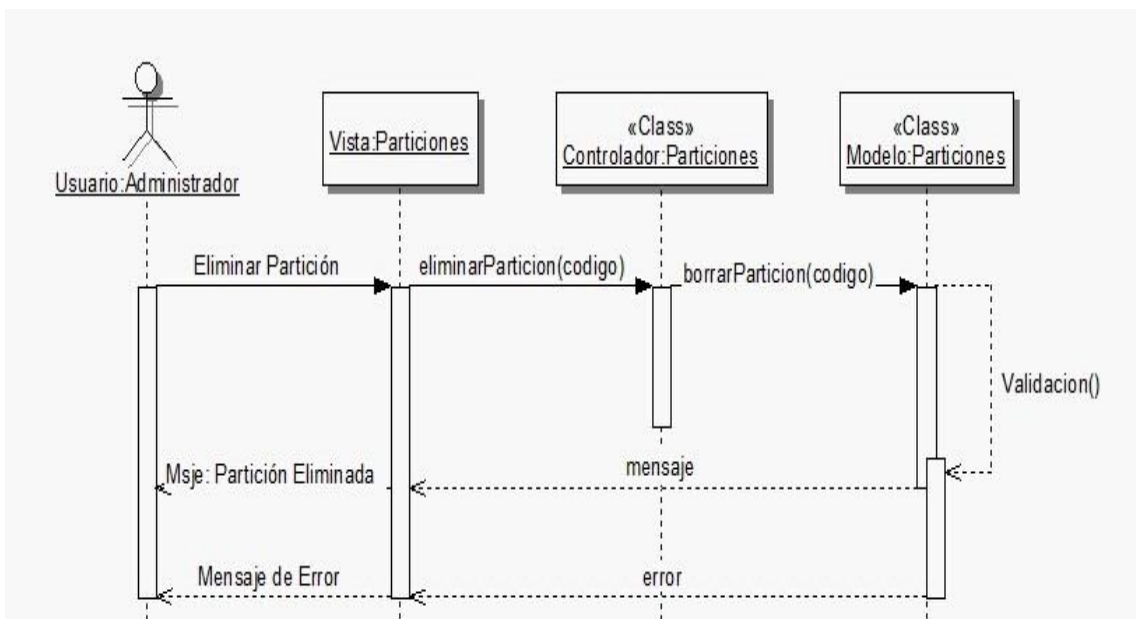 Usuario:Administrador
Vista:Particiones
«Class»
Controlador:Particiones
«Class»
Modelo:Particiones
Eliminar Partición
eliminarParticion(codigo)
borrarParticion(codigo)
Validacion()
Msje: Partición Eliminada
mensaje
Mensaje de Error
error